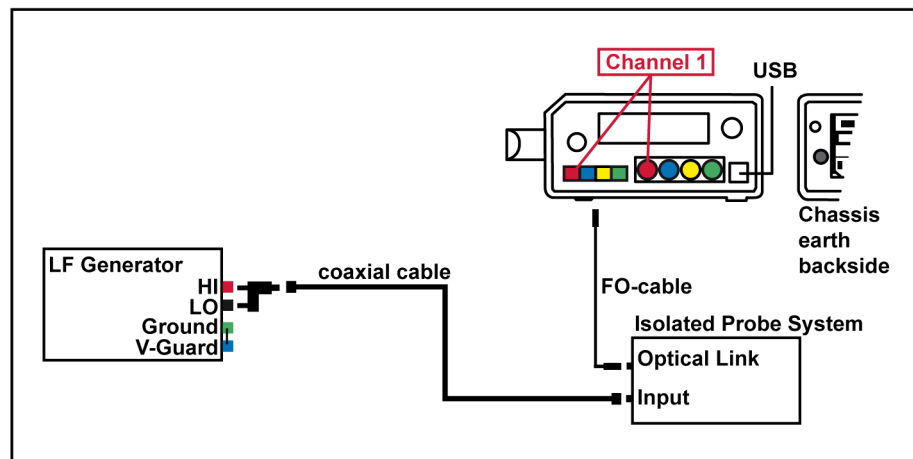 Channel 1
USB
Chassis
earth
backside
LF Generator
HI
LO
Ground
V-Guard
coaxial cable
FO-cable
Isolated Probe System
Optical Link
Input